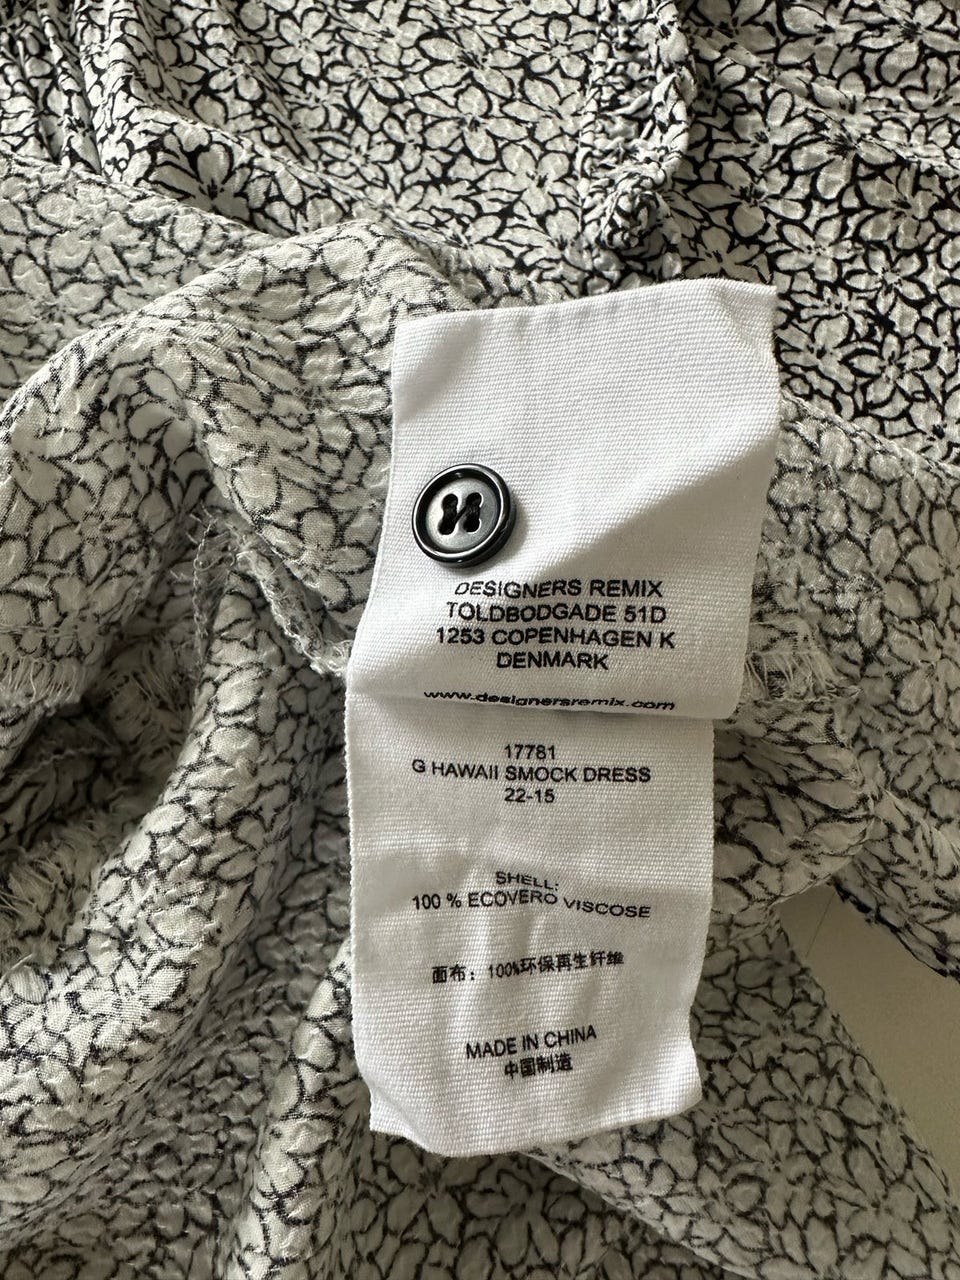 DESIGNERS REMIX
TOLDBODGADE 51D
1253 COPENHAGEN K
DENMARK
www.designersremix.com
17781
G HAWAII SMOCK DRESS
22-15
SHELL:
100 % ECOVERO VISCOSE
面布：100%环保再生纤维
MADE IN CHINA
中国制造